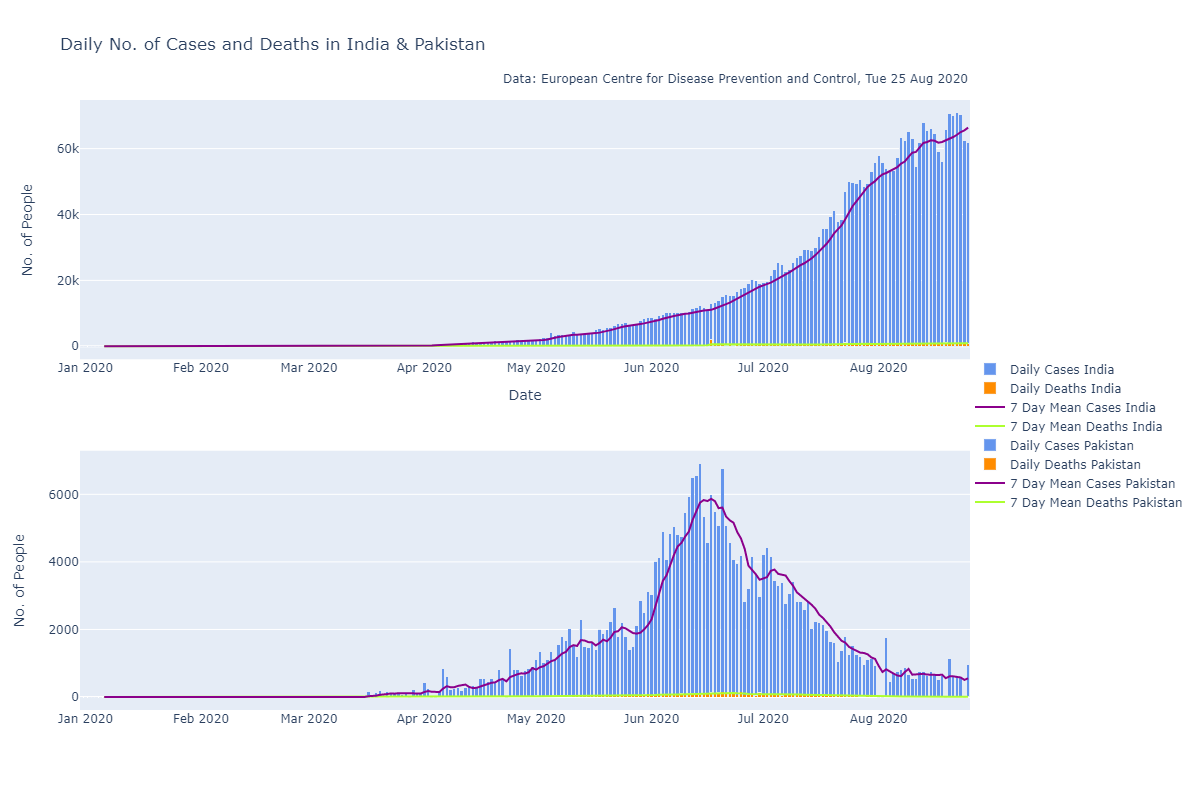 Daily No. of Cases and Deaths in India & Pakistan
Data: European Centre for Disease Prevention and Control, Tue 25 Aug 2020
No. of People
60k
40k
20k
0
Jan 2020 Feb 2020 Mar 2020 Apr 2020 May 2020 Jun 2020 Jul 2020 Aug 2020
Date
Daily Cases India
Daily Deaths India
7 Day Mean Cases India
7 Day Mean Deaths India
Daily Cases Pakistan
Daily Deaths Pakistan
7 Day Mean Cases Pakistan
7 Day Mean Deaths Pakistan
No. of People
6000
4000
2000
0
Jan 2020 Feb 2020 Mar 2020 Apr 2020 May 2020 Jun 2020 Jul 2020 Aug 2020